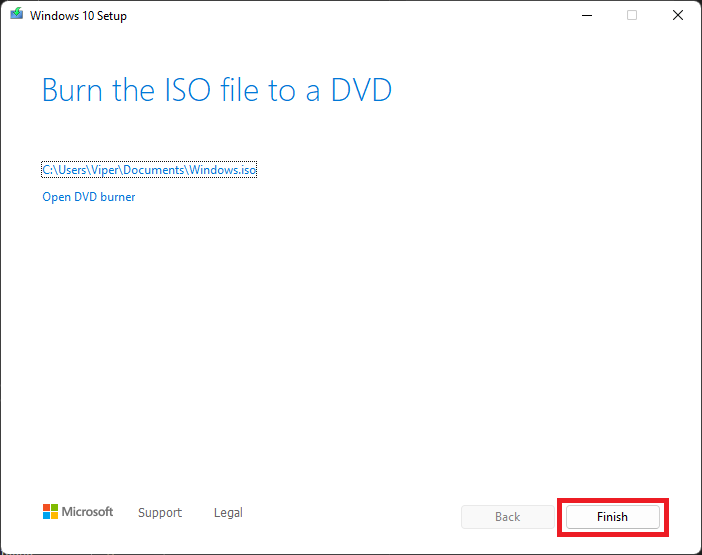 Windows 10 Setup
Burn the ISO file to a DVD
C:\Users\Viper\Documents\Windows.iso
Open DVD burner
Microsoft Support Legal Back Finish